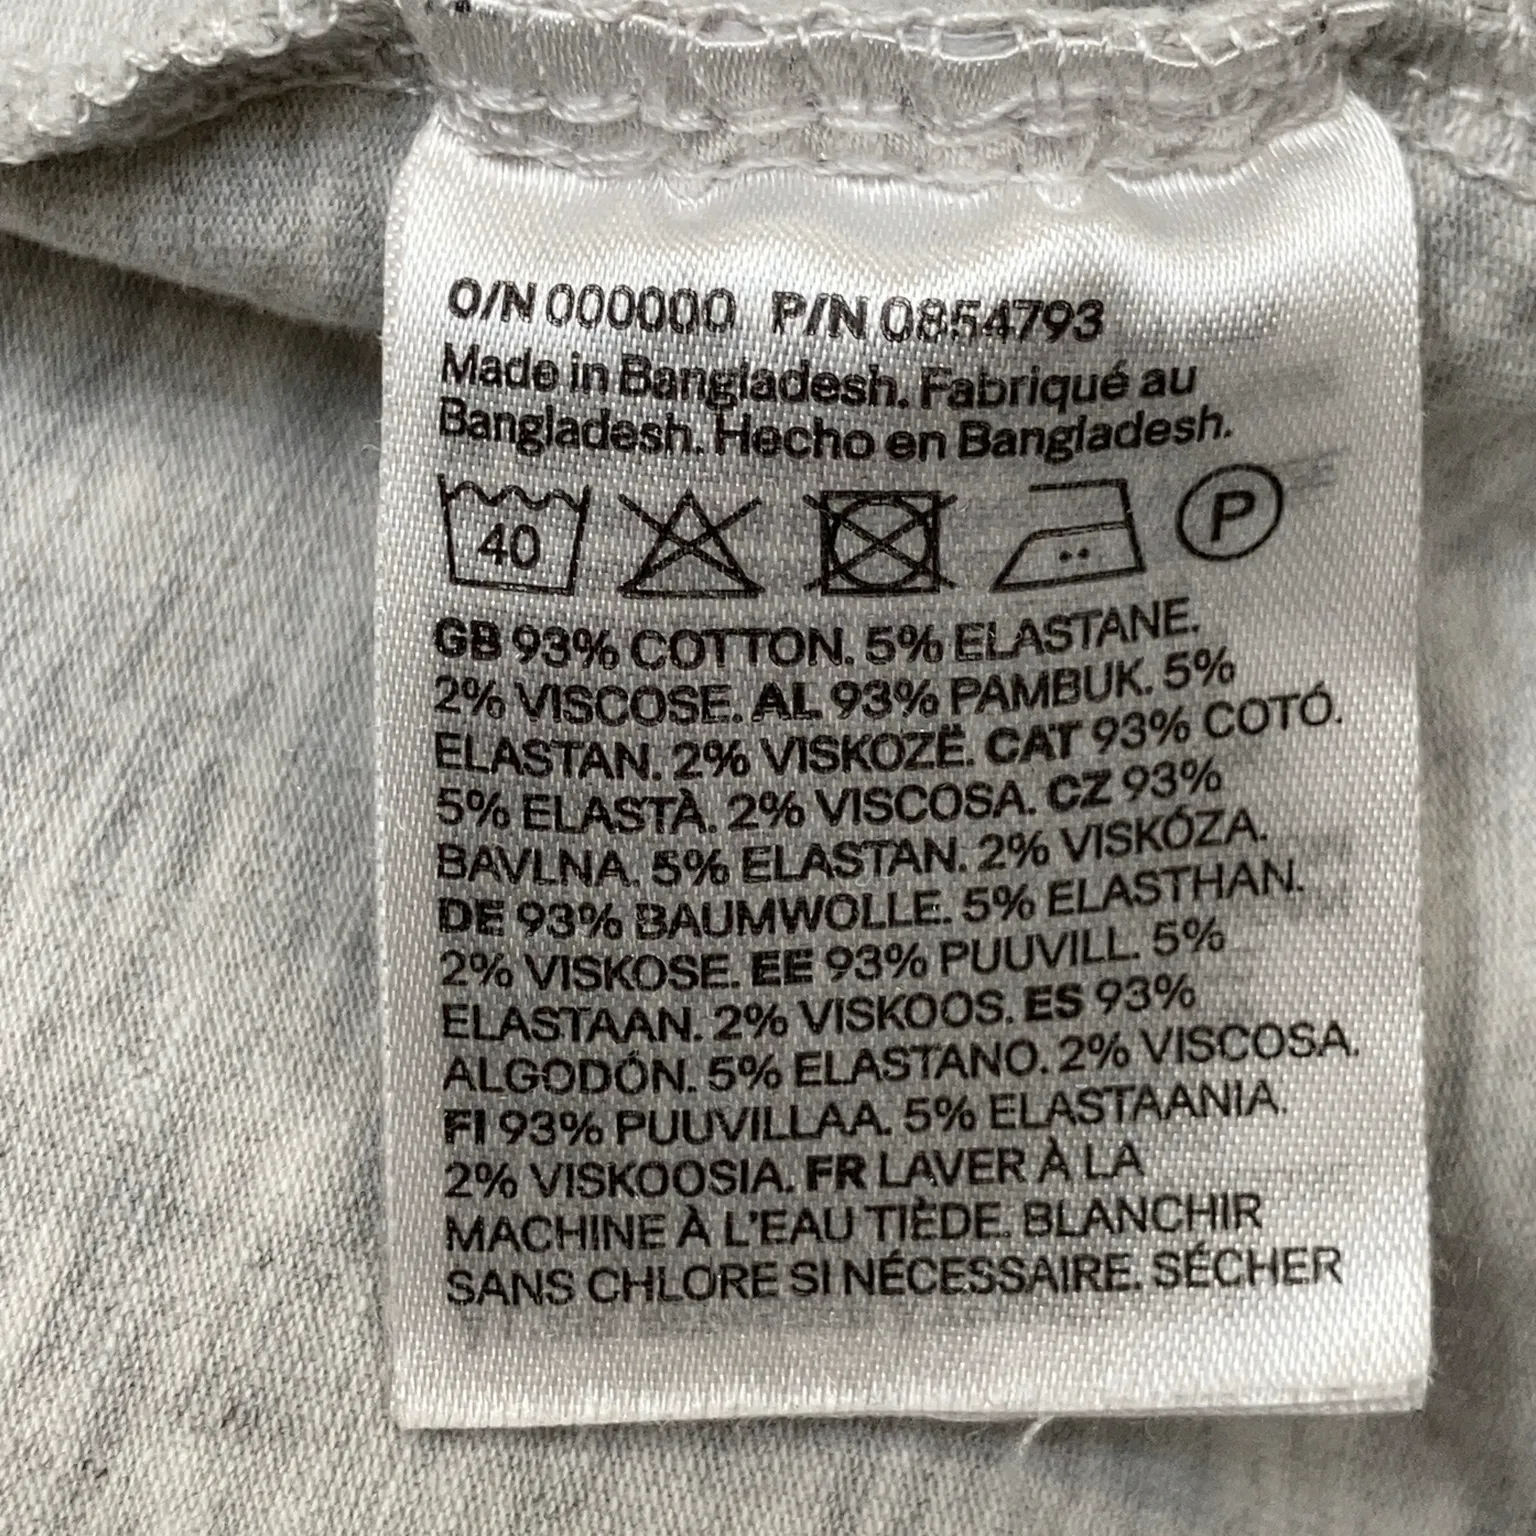 O/N 000000 P/N 0854793
Made in Bangladesh. Fabriqué au
Bangladesh. Hecho en Bangladesh.
40 P
GB 93% COTTON. 5% ELASTANE.
2% VISCOSE. AL 93% PAMBUK. 5%
ELASTAN. 2% VISKOZË. CAT 93% COTÓ.
5% ELASTÀ. 2% VISCOSA. CZ 93%
BAVLNA. 5% ELASTAN. 2% VISKÓZA.
DE 93% BAUMWOLLE. 5% ELASTHAN.
2% VISKOSE. EE 93% PUUVILL. 5%
ELASTAAN. 2% VISKOOS. ES 93%
ALGODÓN. 5% ELASTANO. 2% VISCOSA.
FI 93% PUUVILLAA. 5% ELASTAANIA.
2% VISKOOSIA. FR LAVER À LA
MACHINE À L'EAU TIÈDE. BLANCHIR
SANS CHLORE SI NÉCESSAIRE. SÉCHER